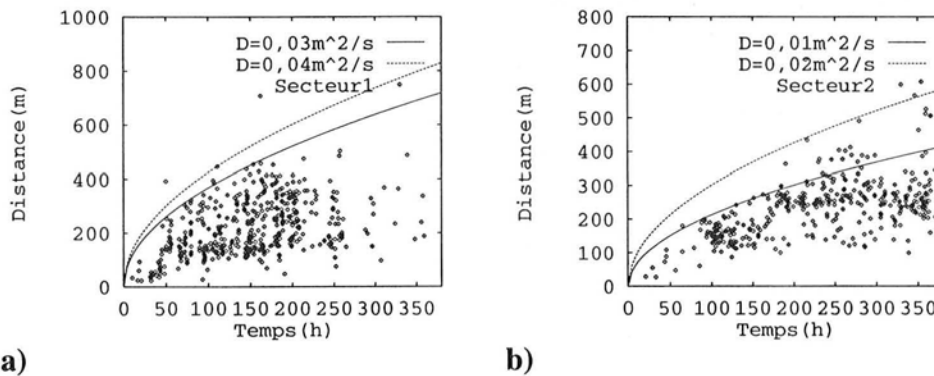 1000
800
600
400
200
0
Distance(m)
D=0,03m^2/s
D=0,04m^2/s
Secteur1
0 50 100 150 200 250 300 350
Temps(h)
a)
800
700
600
500
400
300
200
100
0
Distance(m)
D=0,01m^2/s
D=0,02m^2/s
Secteur2
0 50 100 150 200 250 300 350
Temps(h)
b)